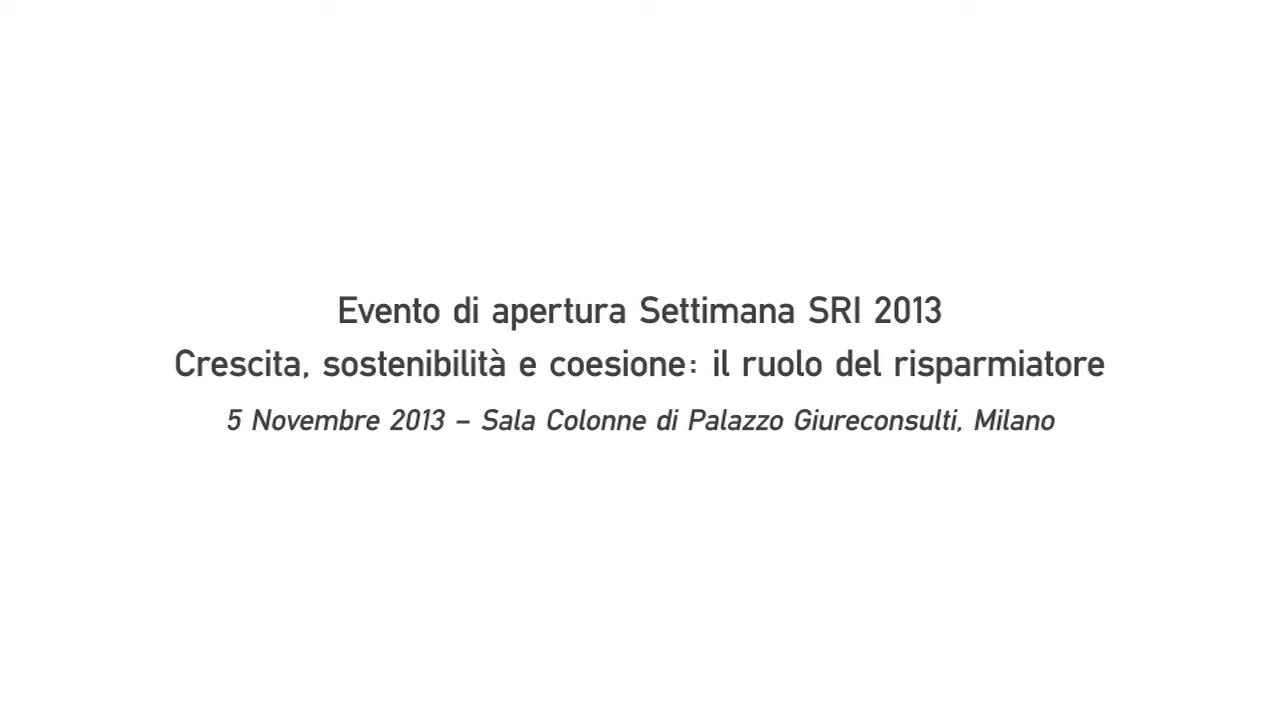 Evento di apertura Settimana SRI 2013
Crescita, sostenibilità e coesione: il ruolo del risparmiatore
5 Novembre 2013 – Sala Colonne di Palazzo Giureconsulti, Milano